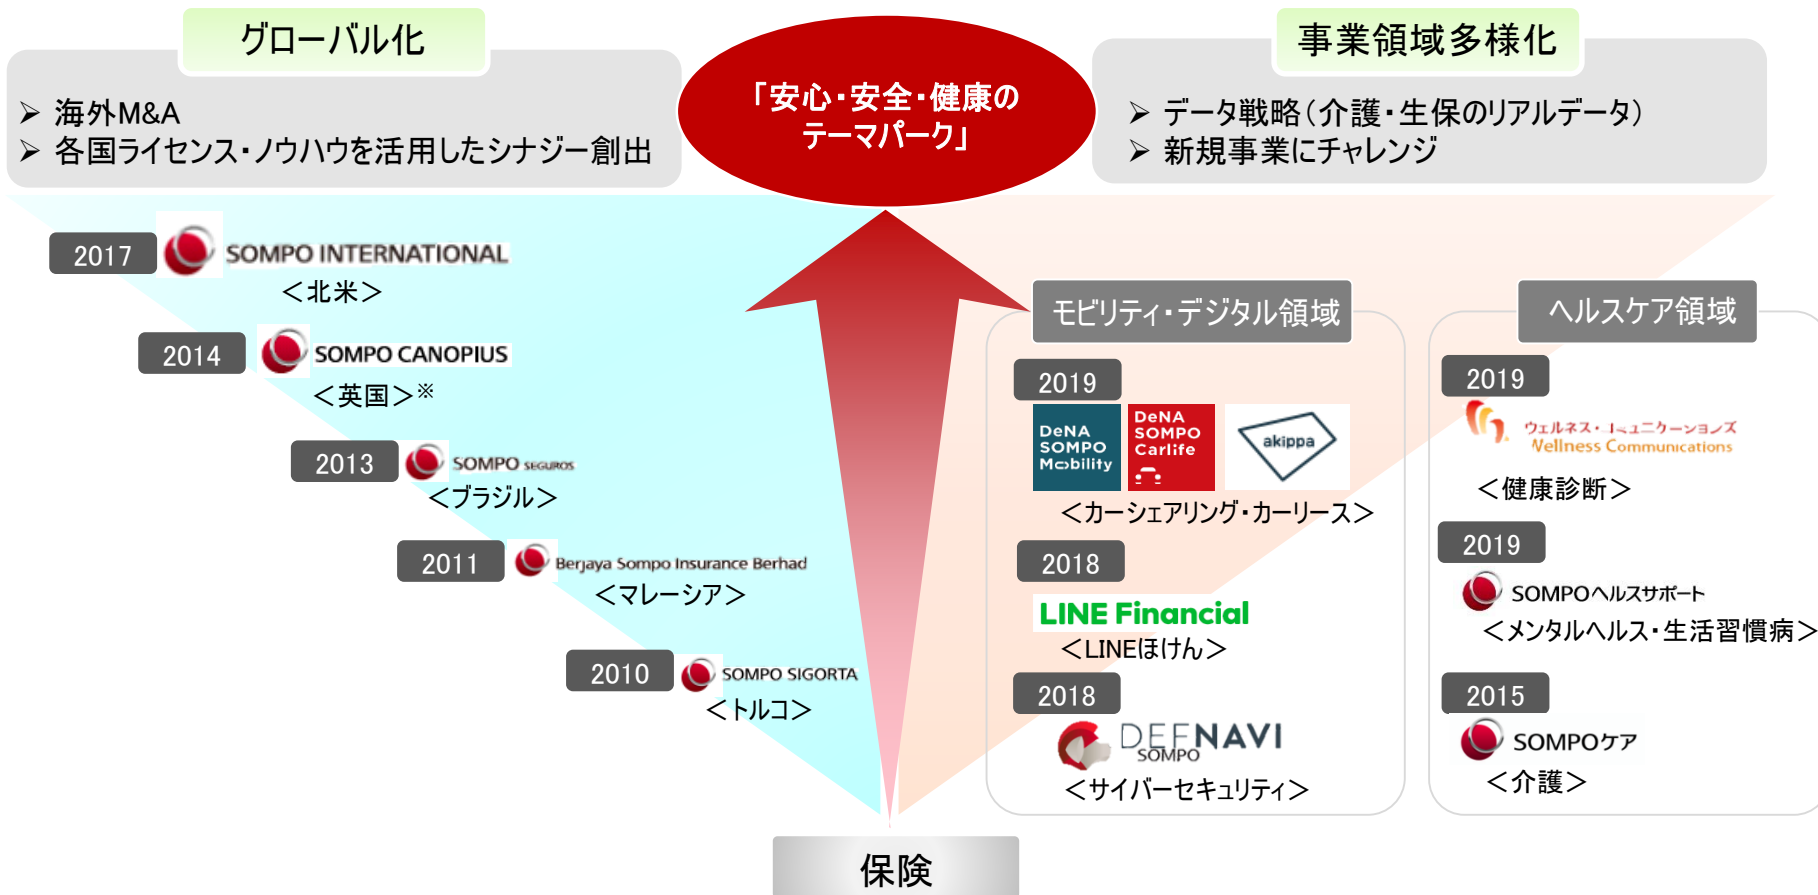 グローバル化
➢ 海外M&A
➢ 各国ライセンス・ノウハウを活用したシナジー創出
「安心・安全・健康の
テーマパーク」
事業領域多様化
➢ データ戦略（介護・生保のリアルデータ）
➢ 新規事業にチャレンジ
2017
SOMPO INTERNATIONAL
＜北米＞
2014
SOMPO CANOPIUS
＜英国＞※
2013
SOMPO SEGUROS
＜ブラジル＞
2011
Berjaya Sompo Insurance Berhad
＜マレーシア＞
2010
SOMPO SIGORTA
＜トルコ＞
モビリティ・デジタル領域
2019
DeNA
SOMPO
Mobility
DeNA
SOMPO
Carlife
akippa
＜カーシェアリング・カーリース＞
2018
LINE Financial
＜LINEほけん＞
2018
DEFNAVI
SOMPO
＜サイバーセキュリティ＞
ヘルスケア領域
2019
ウェルネス・コミュニケーションズ
Wellness Communications
＜健康診断＞
2019
SOMPOヘルスサポート
＜メンタルヘルス・生活習慣病＞
2015
SOMPOケア
＜介護＞
保険